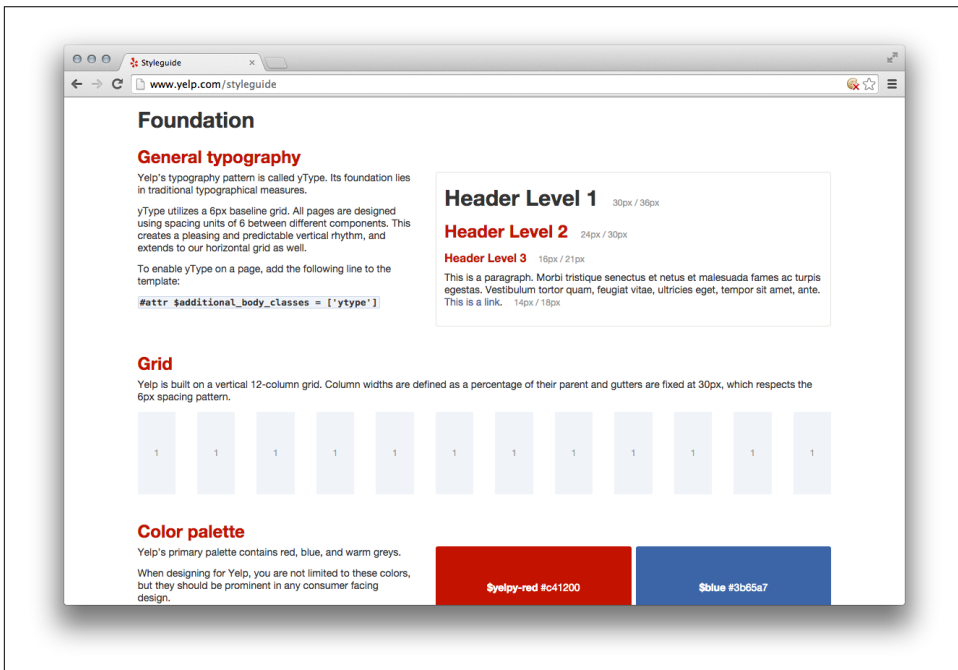 Styleguide
www.yelp.com/styleguide
Foundation
General typography
Yelp's typography pattern is called yType. Its foundation lies
in traditional typographical measures.
yType utilizes a 6px baseline grid. All pages are designed
using spacing units of 6 between different components. This
creates a pleasing and predictable vertical rhythm, and
extends to our horizontal grid as well.
To enable yType on a page, add the following line to the
template:
#attr $additional_body_classes = ['ytype']
Header Level 1 30px / 36px
Header Level 2 24px / 30px
Header Level 3 16px / 21px
This is a paragraph. Morbi tristique senectus et netus et malesuada fames ac turpis
egestas. Vestibulum tortor quam, feugiat vitae, ultricies eget, tempor sit amet, ante.
This is a link. 14px / 18px
Grid
Yelp is built on a vertical 12-column grid. Column widths are defined as a percentage of their parent and gutters are fixed at 30px, which respects the
6px spacing pattern.
1 1 1 1 1 1 1 1 1 1 1 1
Color palette
Yelp's primary palette contains red, blue, and warm greys.
When designing for Yelp, you are not limited to these colors,
but they should be prominent in any consumer facing
design.
$yelpy-red #c41200
$blue #3b65a7